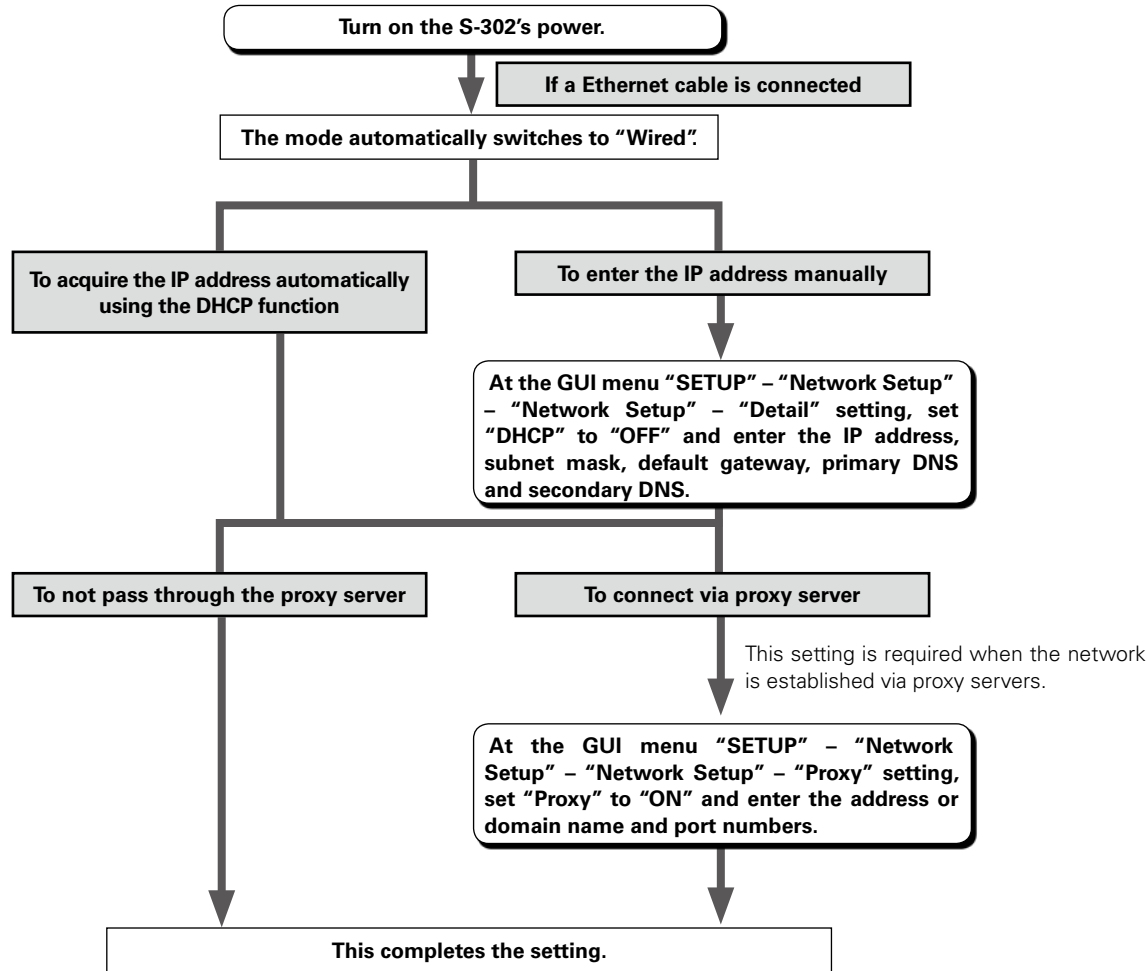 Turn on the S-302’s power.
If a Ethernet cable is connected
The mode automatically switches to “Wired”.
To acquire the IP address automatically
using the DHCP function
To enter the IP address manually
At the GUI menu “SETUP” – “Network Setup”
– “Network Setup” – “Detail” setting, set
“DHCP” to “OFF” and enter the IP address,
subnet mask, default gateway, primary DNS
and secondary DNS.
To not pass through the proxy server
To connect via proxy server
This setting is required when the network
is established via proxy servers.
At the GUI menu “SETUP” – “Network
Setup” – “Network Setup” – “Proxy” setting,
set “Proxy” to “ON” and enter the address or
domain name and port numbers.
This completes the setting.